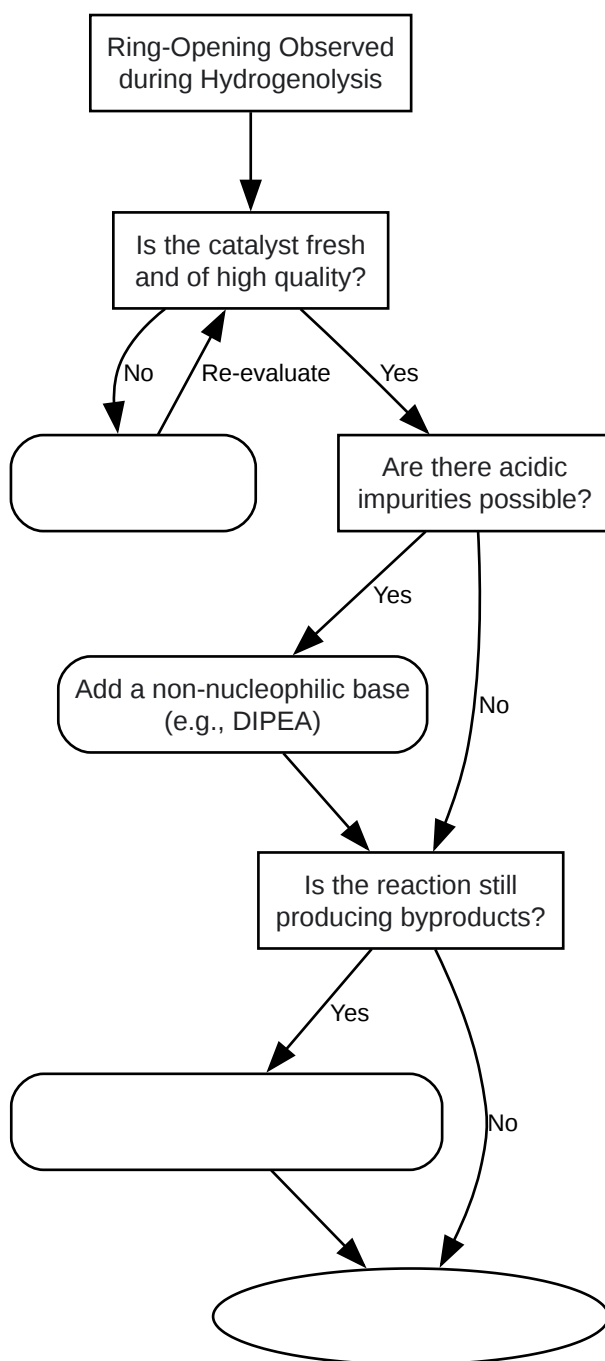 Ring-Opening Observed
during Hydrogenolysis
Is the catalyst fresh
and of high quality?
No
Re-evaluate
Yes
Are there acidic
impurities possible?
Yes
Add a non-nucleophilic base
(e.g., DIPEA)
No
Is the reaction still
producing byproducts?
Yes
No